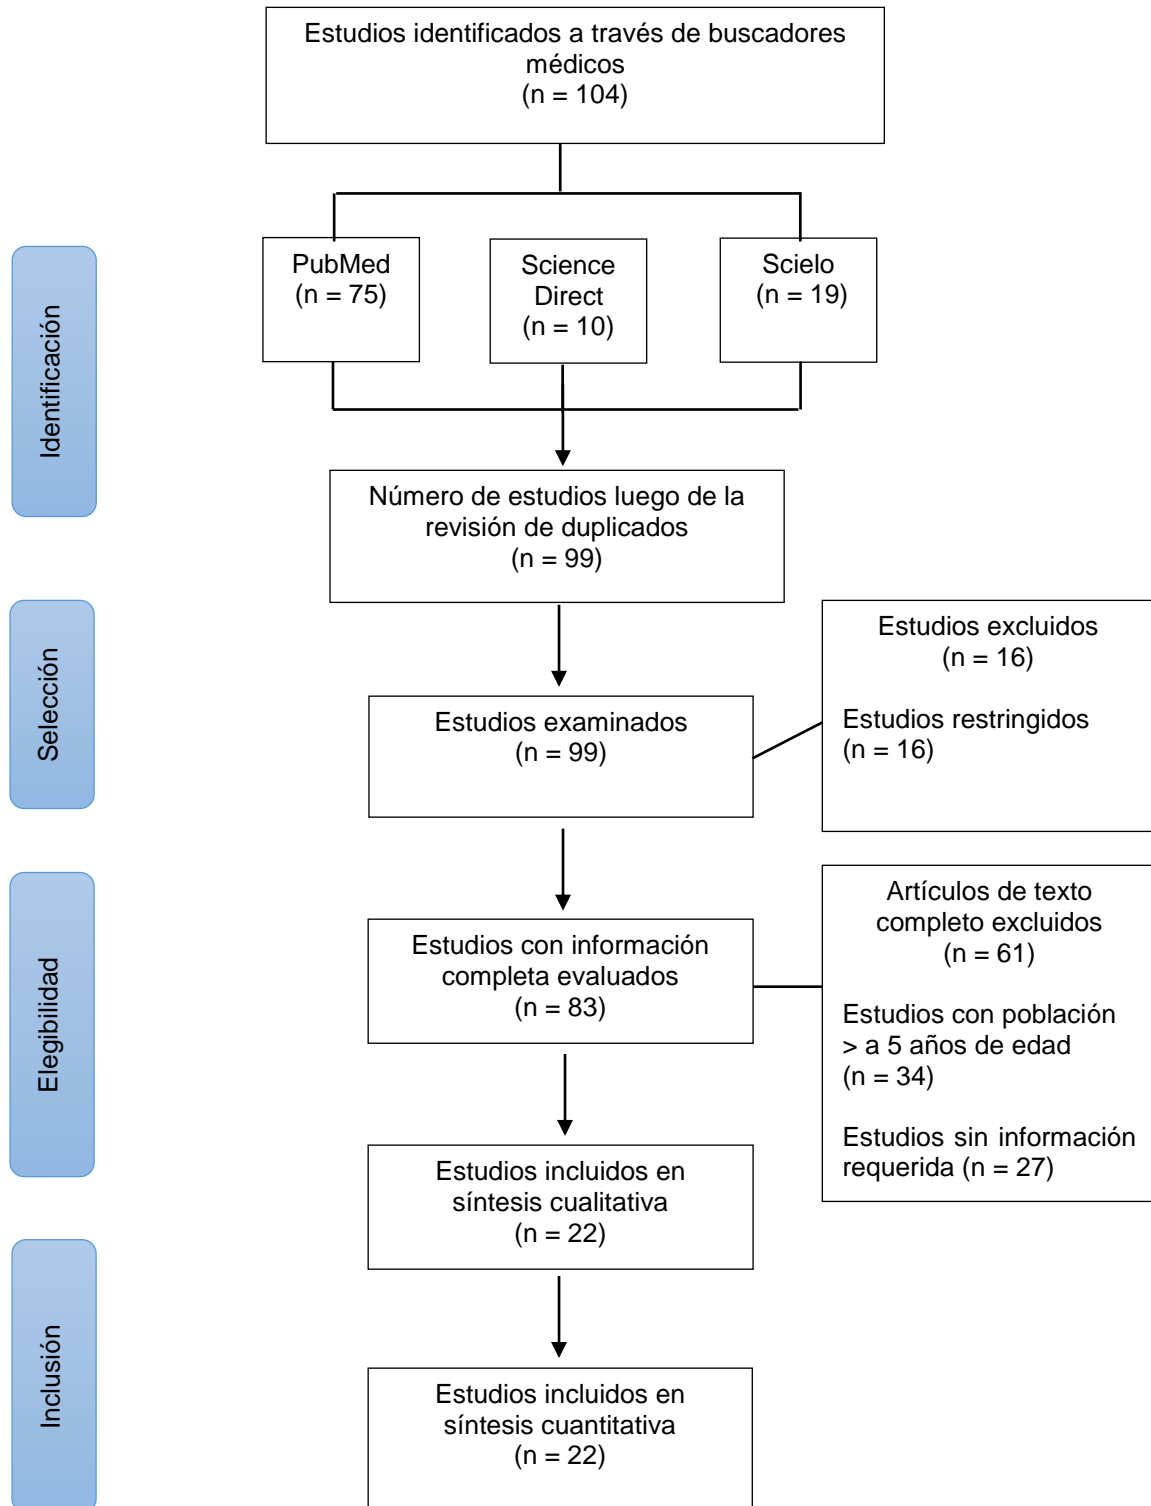 Estudios identificados a través de buscadores
médicos
(n = 104)
PubMed
(n = 75)
Science
Direct
(n = 10)
Scielo
(n = 19)
Identificación
Número de estudios luego de la
revisión de duplicados
(n = 99)
Selección
Estudios examinados
(n = 99)
Estudios excluidos
(n = 16)
Estudios restringidos
(n = 16)
Elegibilidad
Estudios con información
completa evaluados
(n = 83)
Artículos de texto
completo excluidos
(n = 61)
Estudios con población
> a 5 años de edad
(n = 34)
Estudios sin información
requerida (n = 27)
Estudios incluidos en
síntesis cualitativa
(n = 22)
Inclusión
Estudios incluidos en
síntesis cuantitativa
(n = 22)